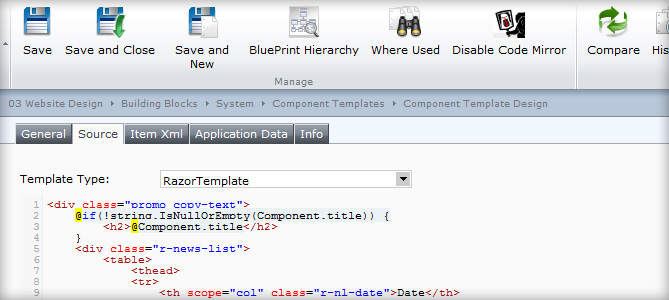 Save
Save and Close
Save and
New
BluePrint Hierarchy
Where Used
Disable Code Mirror
Compare
His
Manage
03 Website Design Building Blocks System Component Templates Component Template Design
General Source Item Xml Application Data Info
Template Type: RazorTemplate
1 <div class="promo copy-text">
2 @if(!string.IsNullOrEmpty(Component.title)) {
3 <h2>@Component.title</h2>
4 }
5 <div class="r-news-list">
6 <table>
7 <thead>
8 <tr>
9 <th scope="col" class="r-nl-date">Date</th>